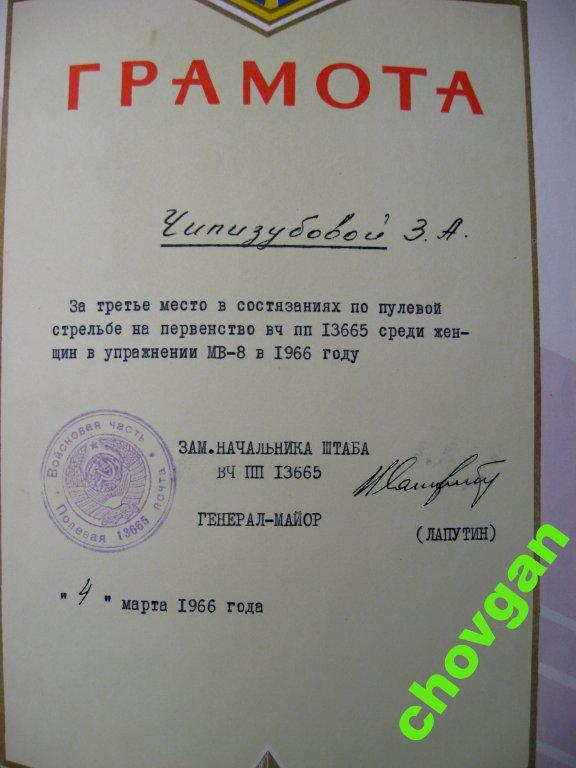 ГРАМОТА
Чипизубовой З.А.
За третье место в состязаниях по пулевой
стрельбе на первенство вч пп 13665 среди жен-
щин в упражнении МВ-8 в 1966 году
ЗАМ.НАЧАЛЬНИКА ШТАБА
ВЧ ПП 13665
ГЕНЕРАЛ-МАЙОР
(ЛАПУТИН)
Войсковая часть
Полевая почта
13665
"4" марта 1966 года
chovgan